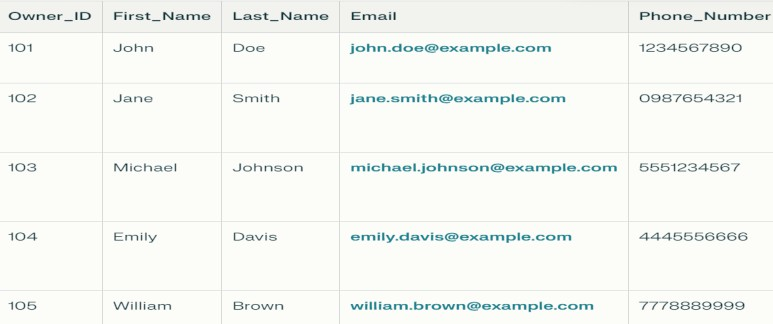 Owner_ID First_Name Last_Name Email Phone_Number
101 John Doe john.doe@example.com 1234567890
102 Jane Smith jane.smith@example.com 0987654321
103 Michael Johnson michael.johnson@example.com 5551234567
104 Emily Davis emily.davis@example.com 4445556666
105 William Brown william.brown@example.com 7778889999